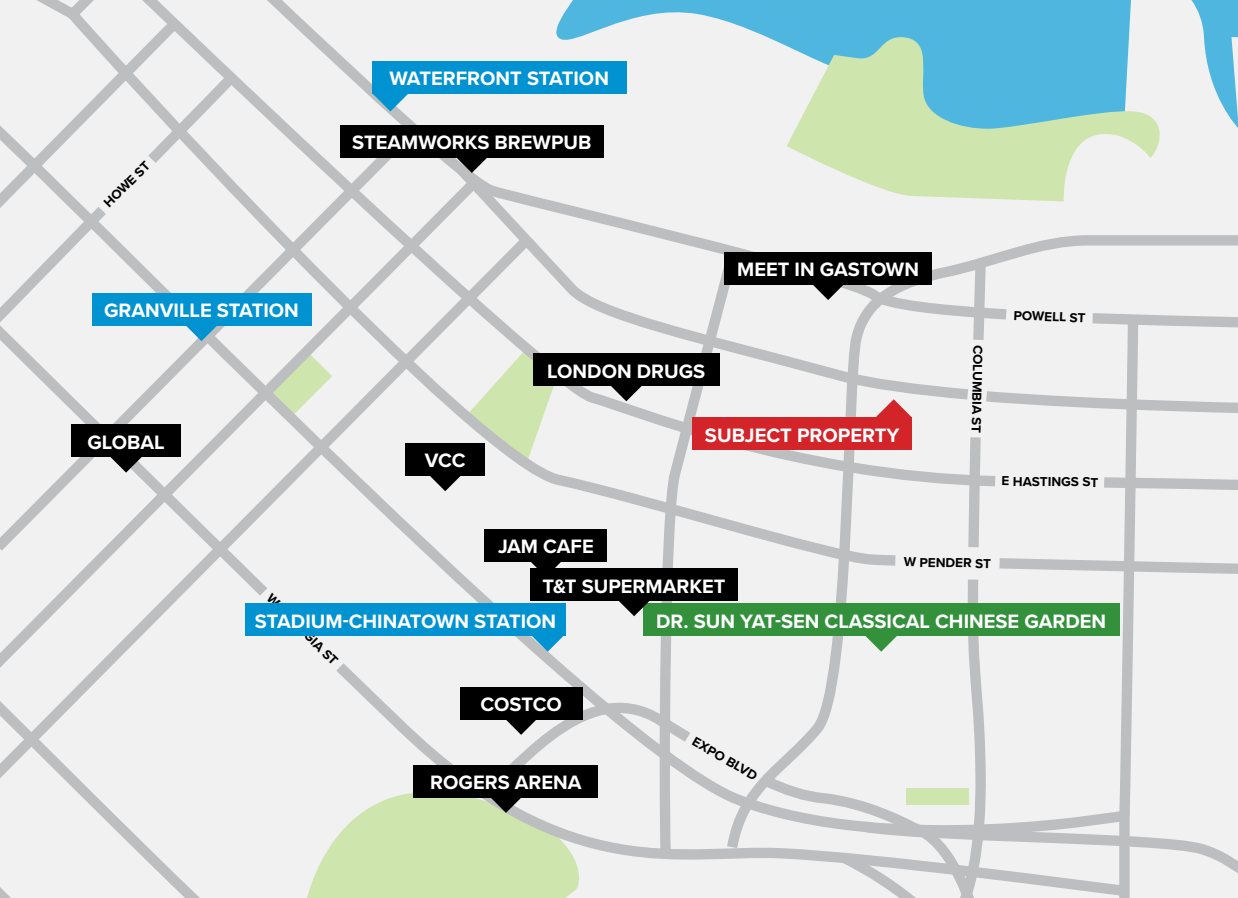 WATERFRONT STATION
STEAMWORKS BREWPUB
HOWE ST
MEET IN GASTOWN
GRANVILLE STATION
POWELL ST
COLUMBIA ST
LONDON DRUGS
SUBJECT PROPERTY
GLOBAL
VCC
E HASTINGS ST
JAM CAFE
W PENDER ST
T&T SUPERMARKET
W
GIA ST
STADIUM-CHINATOWN STATION
DR. SUN YAT-SEN CLASSICAL CHINESE GARDEN
COSTCO
EXPO BLVD
ROGERS ARENA